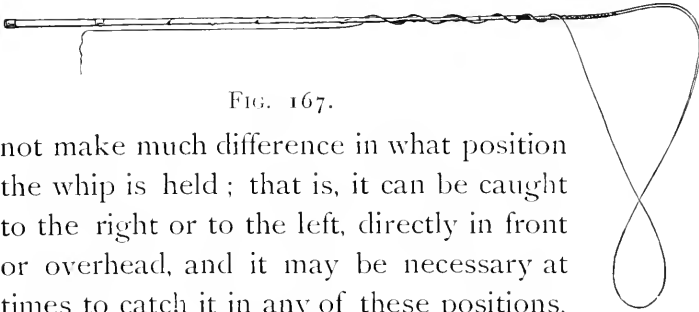 Fig. 167.
not make much difference in what position
the whip is held ; that is, it can be caught
to the right or to the left, directly in front
or overhead, and it may be necessary at
times to catch it in any of these positions.